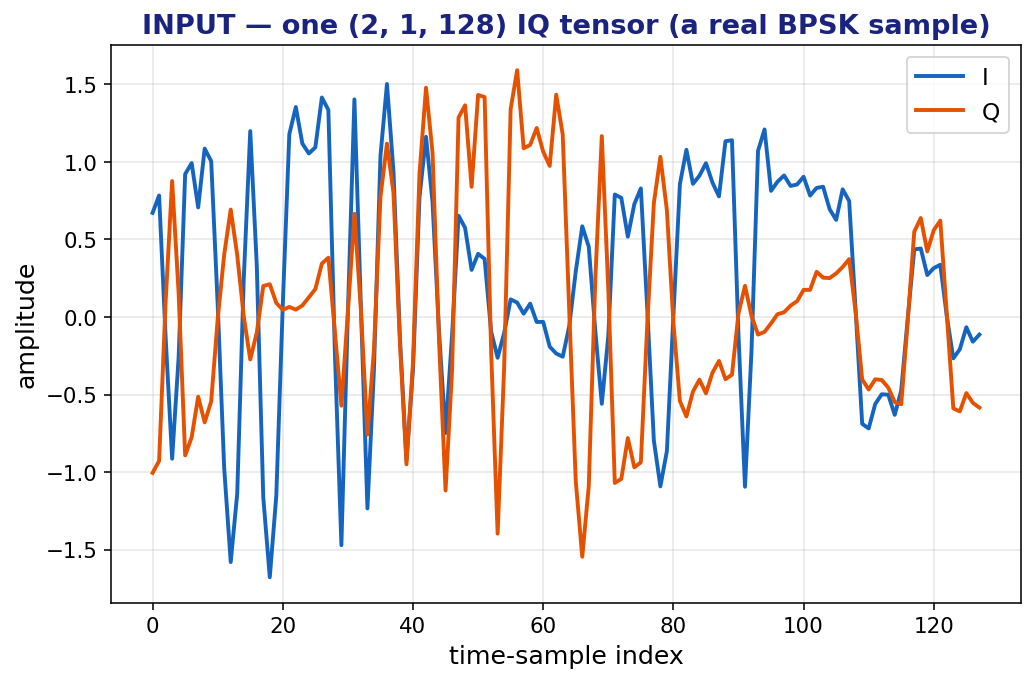 INPUT — one (2, 1, 128) IQ tensor (a real BPSK sample)
I
Q
amplitude
1.5
1.0
0.5
0.0
−0.5
−1.0
−1.5
0 20 40 60 80 100 120
time-sample index